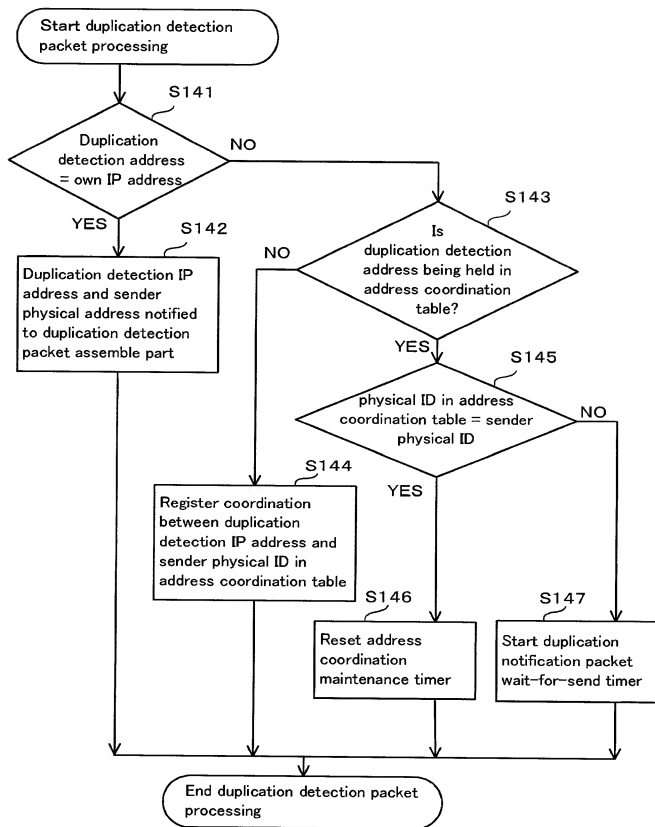 Start duplication detection
packet processing
S141
Duplication
detection address
= own IP address
NO
YES
S142
Duplication detection IP
address and sender
physical address notified
to duplication detection
packet assemble part
S143
Is
duplication detection
address being held in
address coordination
table?
NO
YES
S145
physical ID in address
coordination table = sender
physical ID
NO
YES
S144
Register coordination
between duplication
detection IP address and
sender physical ID in
address coordination table
S146
Reset address
coordination
maintenance timer
S147
Start duplication
notification packet
wait-for-send timer
End duplication detection packet
processing